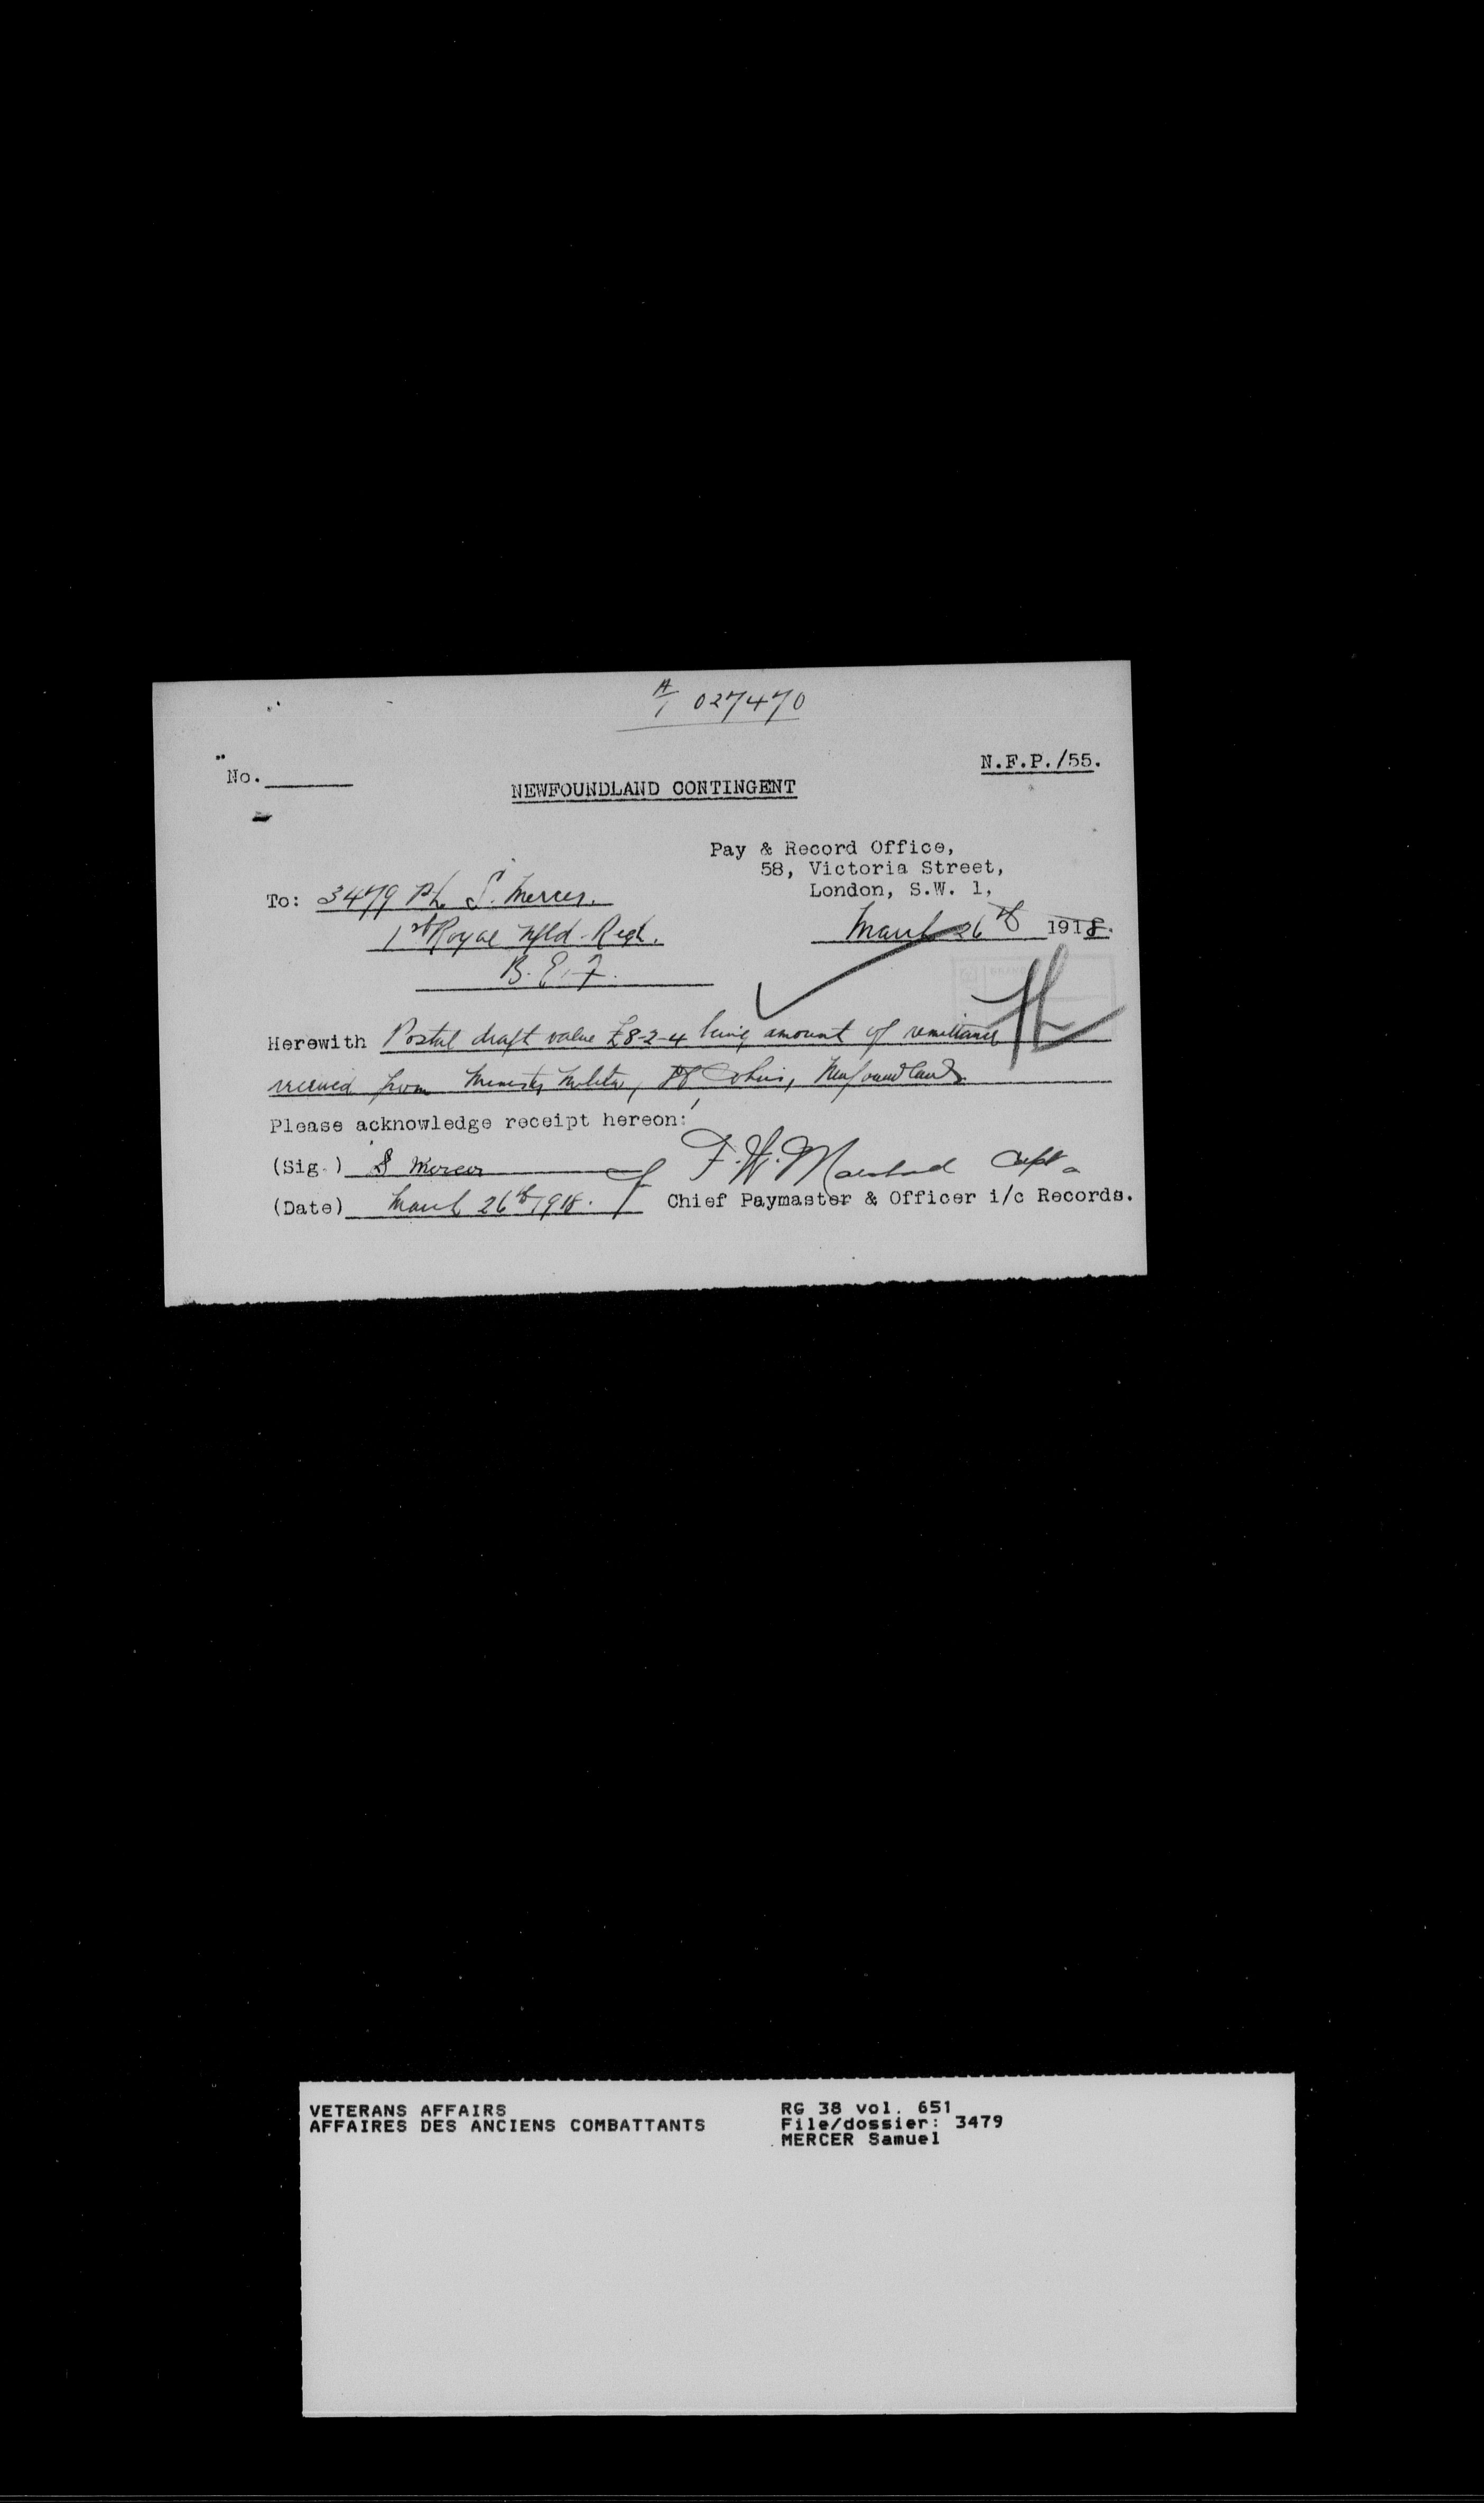 A/ 027470
No.
N.F.P./55.
NEWFOUNDLAND CONTINGENT
Pay & Record Office,
58, Victoria Street,
London, S.W. 1,
March 26th 1918.
To: 3479 Pte S. Mercer.
1st Royal Nfld. Regt.
B.E.F.
Herewith Postal draft value £8-2-4 being amount of remittance
received from Minister Militia, St Johns, Newfoundland
Please acknowledge receipt hereon:
(Sig.) S Mercer
F.W. Marshall Capt
(Date) March 26th 1918.
Chief Paymaster & Officer i/c Records.
VETERANS AFFAIRS
AFFAIRES DES ANCIENS COMBATTANTS
RG 38 vol. 651
File/dossier: 3479
MERCER Samuel